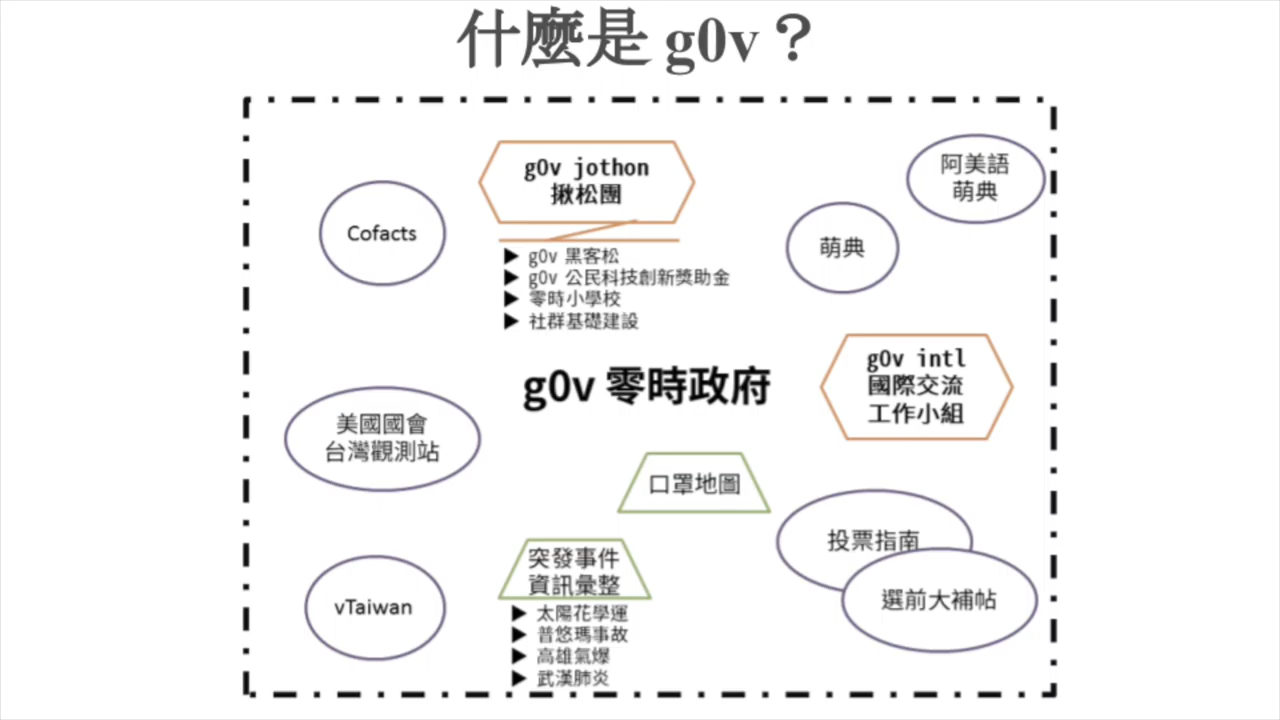 什麼是 g0v？
g0v jothon
揪松團
阿美語
萌典
Cofacts
萌典
▶ g0v 黑客松
▶ g0v 公民科技創新獎助金
▶ 零時小學校
▶ 社群基礎建設
g0v 零時政府
g0v intl
國際交流
工作小組
美國國會
台灣觀測站
口罩地圖
投票指南
選前大補帖
突發事件
資訊彙整
vTaiwan
▶ 太陽花學運
▶ 普悠瑪事故
▶ 高雄氣爆
▶ 武漢肺炎